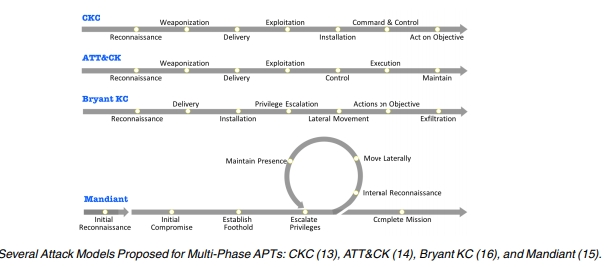 CKC
Weaponization Exploitation Command & Control
Reconnaissance Delivery Installation Act on Objective
ATT&CK
Weaponization Exploitation Execution
Reconnaissance Delivery Control Maintain
Bryant KC
Delivery Privilege Escalation Actions on Objective
Reconnaissance Installation Lateral Movement Exfiltration
Maintain Presence Move Laterally
Internal Reconnaissance
Mandiant
Initial Initial Establish Escalate Complete Mission
Reconnaissance Compromise Foothold Privileges
Several Attack Models Proposed for Multi-Phase APTs: CKC (13), ATT&CK (14), Bryant KC (16), and Mandiant (15).